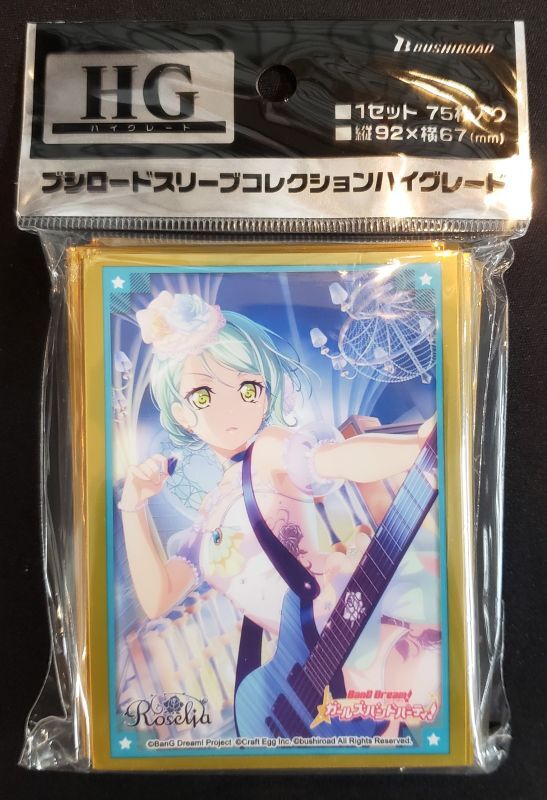 BUSHIROAD
HG
ハイグレード
■1セット 75枚入り
■縦92×横67(mm)
ブシロードスリーブコレクションハイグレード
Roselia
BanG Dream!
ガールズバンドパーティ!
©BanG Dream! Project ©Craft Egg Inc. ©bushiroad All Rights Reserved.